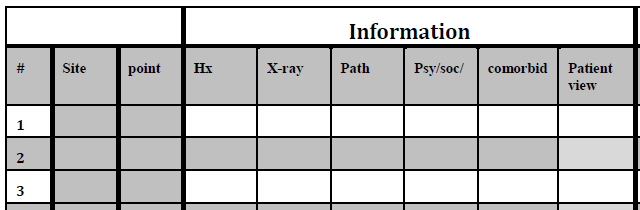 Information
# Site point Hx X-ray Path Psy/soc/ comorbid Patient
view
1
2
3